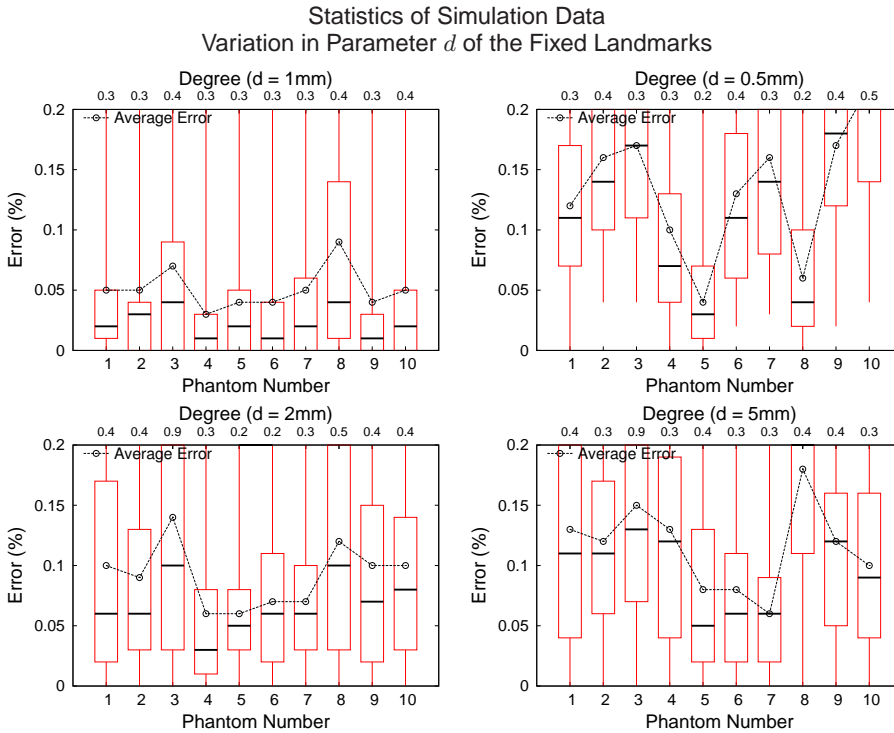 Statistics of Simulation Data
Variation in Parameter d of the Fixed Landmarks
Degree (d = 1mm)
0.3 0.3 0.4 0.3 0.3 0.3 0.3 0.4 0.3 0.4
0.2
Average Error
0.15
0.1
0.05
0
Error (%)
1 2 3 4 5 6 7 8 9 10
Phantom Number
Degree (d = 0.5mm)
0.3 0.4 0.3 0.3 0.2 0.4 0.3 0.2 0.4 0.5
0.2
Average Error
0.15
0.1
0.05
0
Error (%)
1 2 3 4 5 6 7 8 9 10
Phantom Number
Degree (d = 2mm)
0.4 0.4 0.9 0.3 0.2 0.2 0.3 0.5 0.4 0.4
0.2
Average Error
0.15
0.1
0.05
0
Error (%)
1 2 3 4 5 6 7 8 9 10
Phantom Number
Degree (d = 5mm)
0.4 0.3 0.9 0.3 0.4 0.3 0.3 0.4 0.4 0.3
0.2
Average Error
0.15
0.1
0.05
0
Error (%)
1 2 3 4 5 6 7 8 9 10
Phantom Number